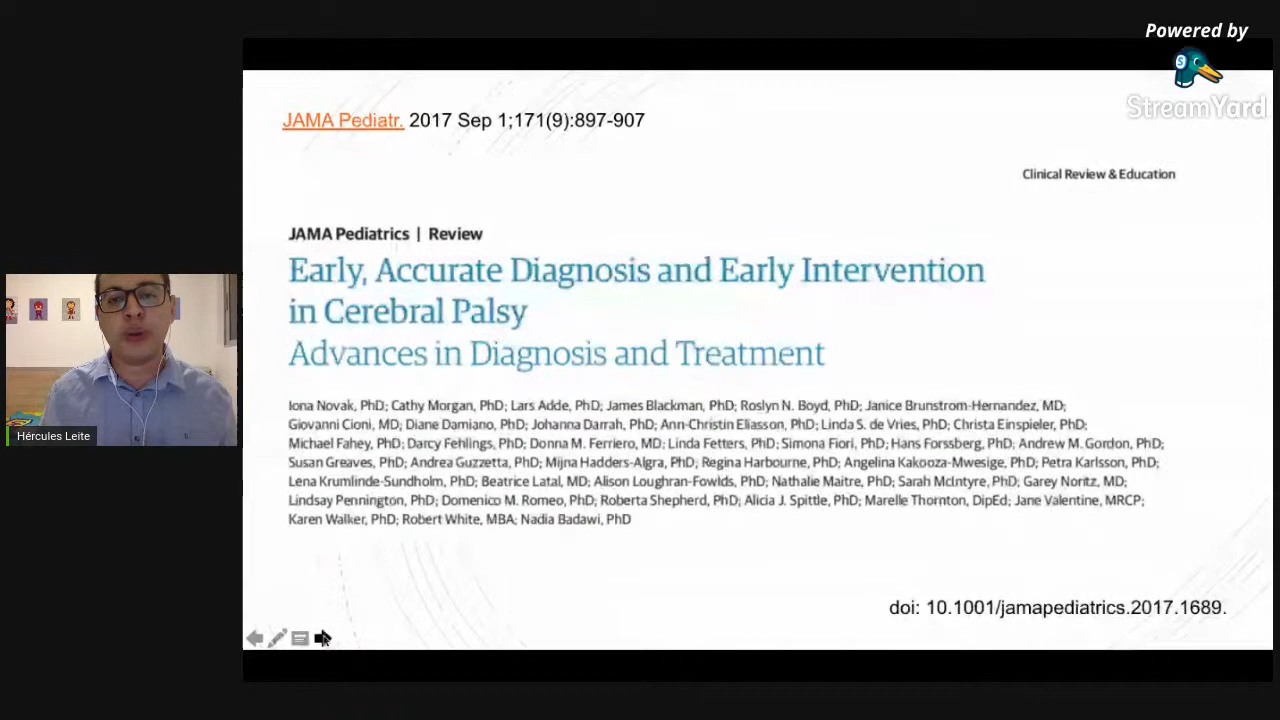 Powered by
StreamYard
JAMA Pediatr. 2017 Sep 1;171(9):897-907
Clinical Review & Education
JAMA Pediatrics | Review
Early, Accurate Diagnosis and Early Intervention
in Cerebral Palsy
Advances in Diagnosis and Treatment
Iona Novak, PhD; Cathy Morgan, PhD; Lars Adde, PhD; James Blackman, PhD; Roslyn N. Boyd, PhD; Janice Brunstrom-Hernandez, MD;
Giovanni Cioni, MD; Diane Damiano, PhD; Johanna Darrah, PhD; Ann-Christin Eliasson, PhD; Linda S. de Vries, PhD; Christa Einspieler, PhD;
Michael Fahey, PhD; Darcy Fehlings, PhD; Donna M. Ferriero, MD; Linda Fetters, PhD; Simona Fiori, PhD; Hans Forssberg, PhD; Andrew M. Gordon, PhD;
Susan Greaves, PhD; Andrea Guzzetta, PhD; Mijna Hadders-Algra, PhD; Regina Harbourne, PhD; Angelina Kakooza-Mwesige, PhD; Petra Karlsson, PhD;
Lena Krumlinde-Sundholm, PhD; Beatrice Latal, MD; Alison Loughran-Fowlds, PhD; Nathalie Maitre, PhD; Sarah McIntyre, PhD; Garey Noritz, MD;
Lindsay Pennington, PhD; Domenico M. Romeo, PhD; Roberta Shepherd, PhD; Alicia J. Spittle, PhD; Marelle Thornton, DipEd; Jane Valentine, MRCP;
Karen Walker, PhD; Robert White, MBA; Nadia Badawi, PhD
doi: 10.1001/jamapediatrics.2017.1689.
Hércules Leite